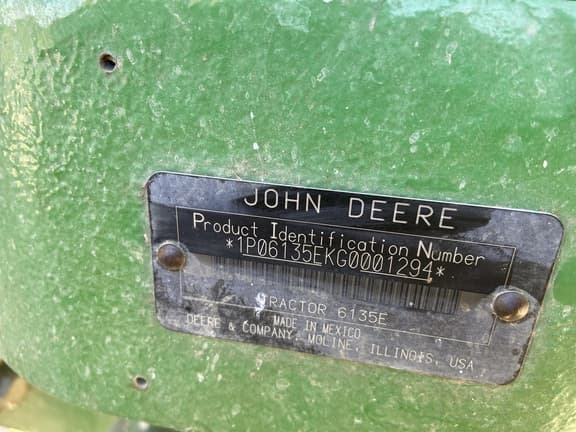 JOHN DEERE
Product Identification Number
*1P06135EKG0001294*
TRACTOR 6135E
MADE IN MEXICO
DEERE & COMPANY, MOLINE, ILLINOIS, USA